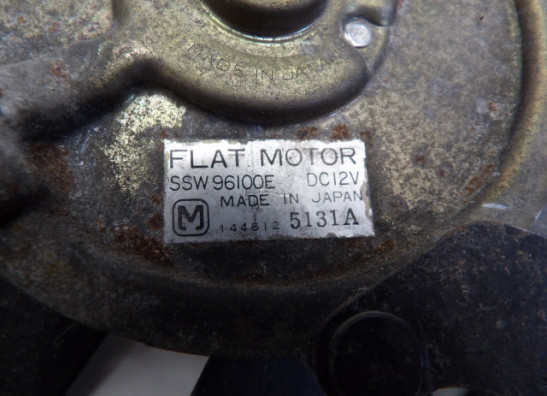 MADE IN JAPAN
FLAT MOTOR
SSW96100E DC12V
MADE IN JAPAN
M 144812 5131A